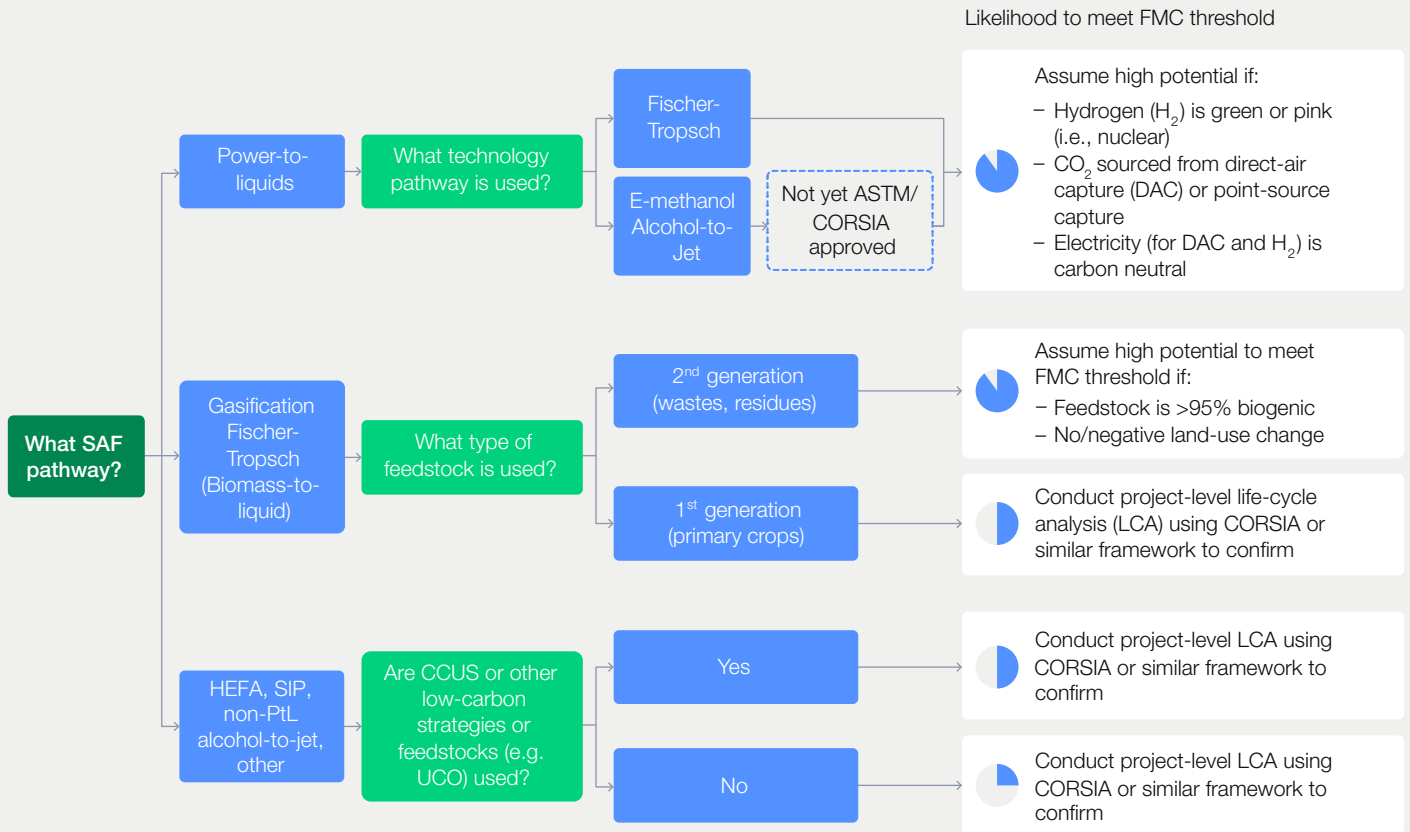 Likelihood to meet FMC threshold
What SAF
pathway?
Power-to-
liquids
What technology
pathway is used?
Fischer-
Tropsch
E-methanol
Alcohol-to-
Jet
Not yet ASTM/
CORSIA
approved
Assume high potential if:
– Hydrogen (H₂) is green or pink
(i.e., nuclear)
– CO₂ sourced from direct-air
capture (DAC) or point-source
capture
– Electricity (for DAC and H₂) is
carbon neutral
Gasification
Fischer-
Tropsch
(Biomass-to-
liquid)
What type of
feedstock is used?
2nd generation
(wastes, residues)
Assume high potential to meet
FMC threshold if:
– Feedstock is >95% biogenic
– No/negative land-use change
1st generation
(primary crops)
Conduct project-level life-cycle
analysis (LCA) using CORSIA or
similar framework to confirm
HEFA, SIP,
non-PtL
alcohol-to-jet,
other
Are CCUS or other
low-carbon
strategies or
feedstocks (e.g.
UCO) used?
Yes
Conduct project-level LCA using
CORSIA or similar framework to
confirm
No
Conduct project-level LCA using
CORSIA or similar framework to
confirm